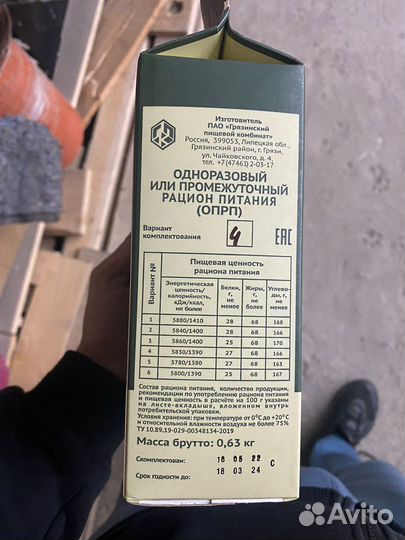 Изготовитель
ПАО «Грязинский
пищевой комбинат»
Россия, 399053, Липецкая обл.,
Грязинский район, г. Грязи,
ул. Чайковского, д. 4,
тел. +7(47461) 2-03-17
ОДНОРАЗОВЫЙ
ИЛИ ПРОМЕЖУТОЧНЫЙ
РАЦИОН ПИТАНИЯ
(ОПРП)
Вариант
комплектования 4 EAC
Пищевая ценность
рациона питания
Вариант № Энергетическая ценность/ калорийность, кДж/ккал, не более Белки, г, не менее Жиры, г, не более Углеводы, г, не менее
1 5880/1410 28 68 168
2 5840/1400 28 68 166
3 5860/1400 25 68 170
4 5830/1390 27 68 166
5 5780/1380 27 68 163
6 5800/1390 25 68 167
Состав рациона питания, количество продукции,
рекомендации по употреблению рациона питания
и пищевая ценность в расчёте на 100 г указаны
на листе-вкладыше, вложенном внутрь
потребительской упаковки.
Условия хранения: при температуре от 0°С до +20°С
и относительной влажности воздуха не более 75%
ТУ 10.89.19-029-00348134-2019
Масса брутто: 0,63 кг
Скомплектован: 18 05 22
С
Срок годности до: 18 03 24
Avito